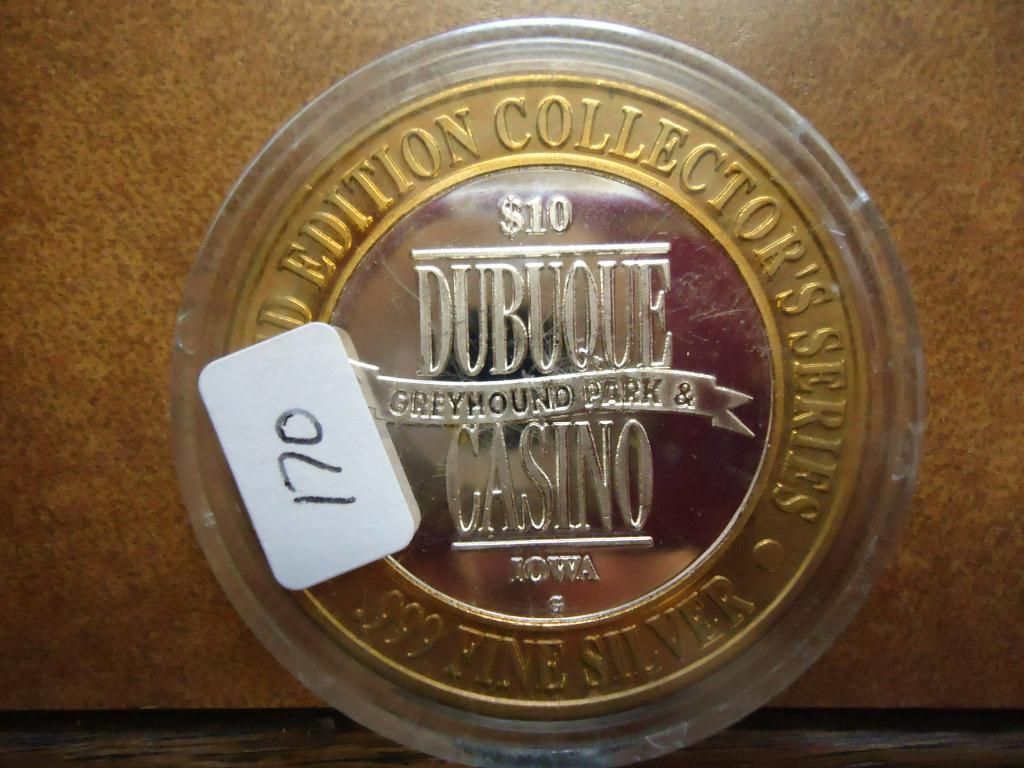 D EDITION COLLECTOR'S SERIES
$10
DUBUQUE
GREYHOUND PARK &
CASINO
IOWA
G
.999 FINE SILVER
170